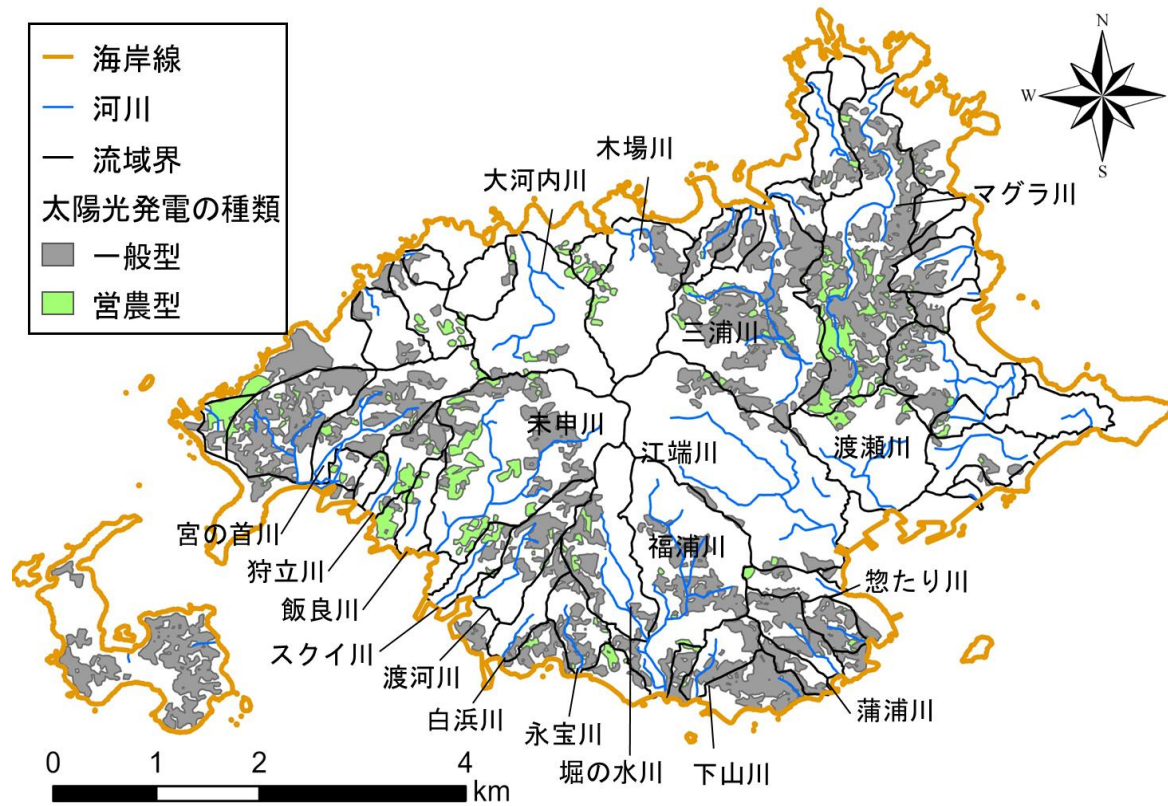 海岸線
河川
流域界
太陽光発電の種類
一般型
営農型
N
W
S
木場川
大河内川
マグラ川
三浦川
未申川
江端川
渡瀬川
宮の首川
狩立川
飯良川
スクイ川
渡河川
白浜川
永宝川
堀の水川
下山川
福浦川
惣たり川
蒲浦川
0 1 2 4
km